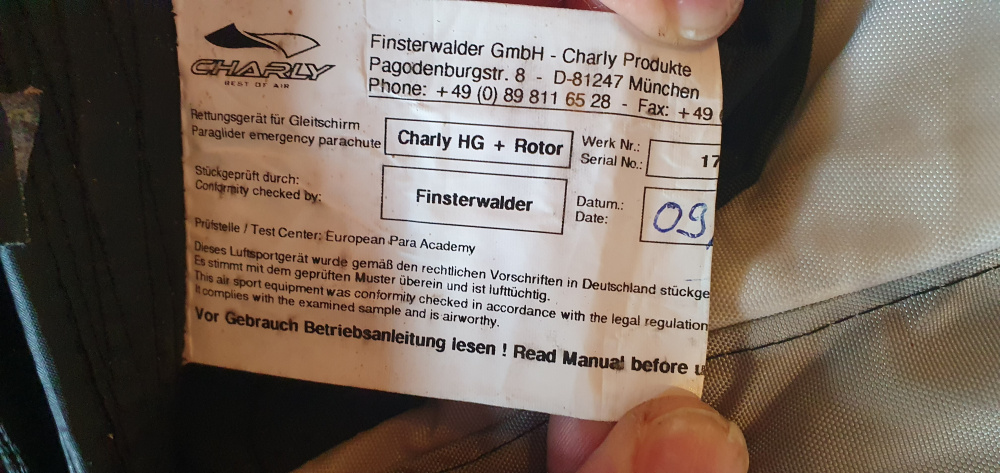 CHARLY
BEST OF AIR
Finsterwalder GmbH - Charly Produkte
Pagodenburgstr. 8 - D-81247 München
Phone: +49 (0) 89 811 65 28 - Fax: +49
Rettungsgerät für Gleitschirm
Paraglider emergency parachute
Charly HG + Rotor
Werk Nr.:
Serial No.:
17
Stückgeprüft durch:
Conformity checked by:
Finsterwalder
Datum.:
Date:
09
Prüfstelle / Test Center: European Para Academy
Dieses Luftsportgerät wurde gemäß den rechtlichen Vorschriften in Deutschland stückge
Es stimmt mit dem geprüften Muster überein und ist lufttüchtig.
This air sport equipment was conformity checked in accordance with the legal regulation
It complies with the examined sample and is airworthy.
Vor Gebrauch Betriebsanleitung lesen ! Read Manual before u